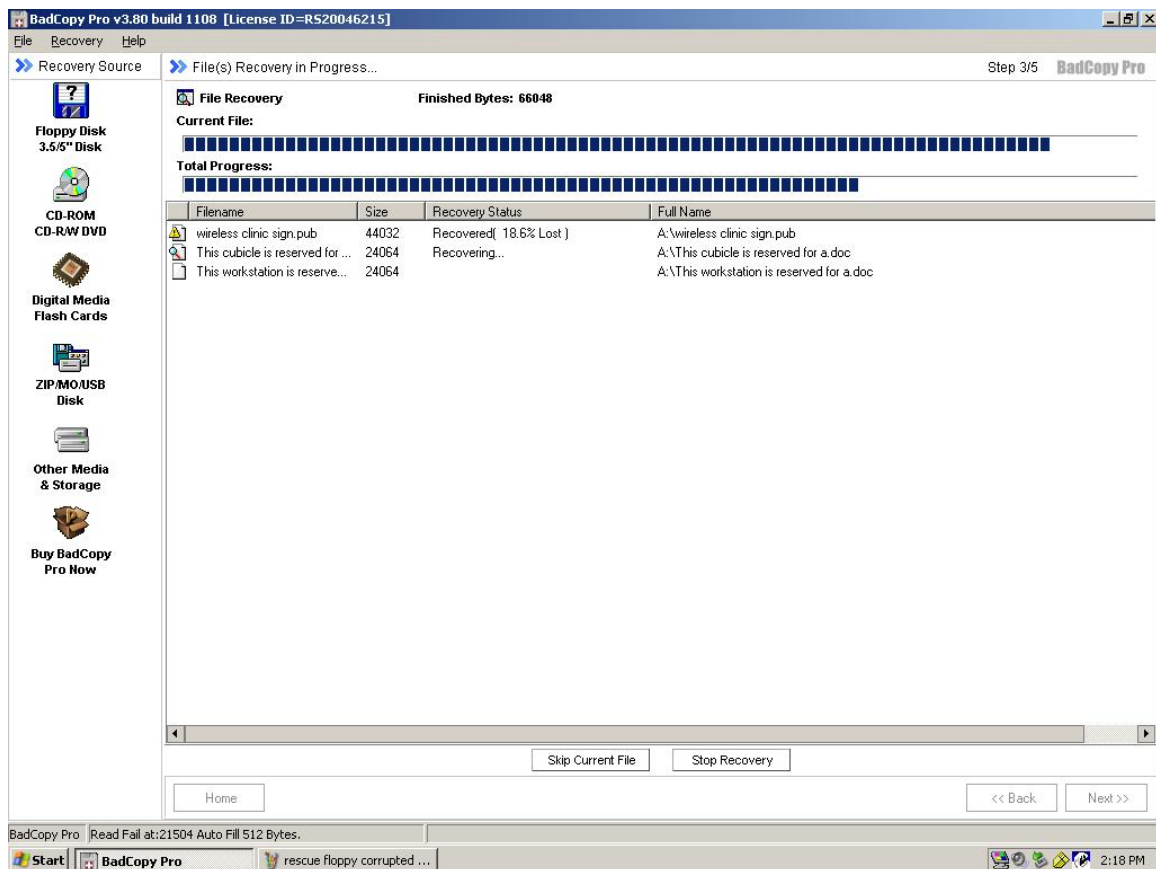 BadCopy Pro v3.80 build 1108 [License ID=RS20046215]
File Recovery Help
Recovery Source
File(s) Recovery in Progress...
Step 3/5 BadCopy Pro
File Recovery Finished Bytes: 66048
Current File:
Total Progress:
Floppy Disk
3.5/5" Disk
CD-ROM
CD-R/W DVD
Digital Media
Flash Cards
ZIP/MO/USB
Disk
Other Media
& Storage
Buy BadCopy
Pro Now
Filename Size Recovery Status Full Name
wireless clinic sign.pub 44032 Recovered( 18.6% Lost ) A:\wireless clinic sign.pub
This cubicle is reserved for ... 24064 Recovering... A:\This cubicle is reserved for a.doc
This workstation is reserve... 24064 A:\This workstation is reserved for a.doc
Skip Current File Stop Recovery
Home << Back Next >>
BadCopy Pro Read Fail at:21504 Auto Fill 512 Bytes.
Start BadCopy Pro rescue floppy corrupted ... 2:18 PM